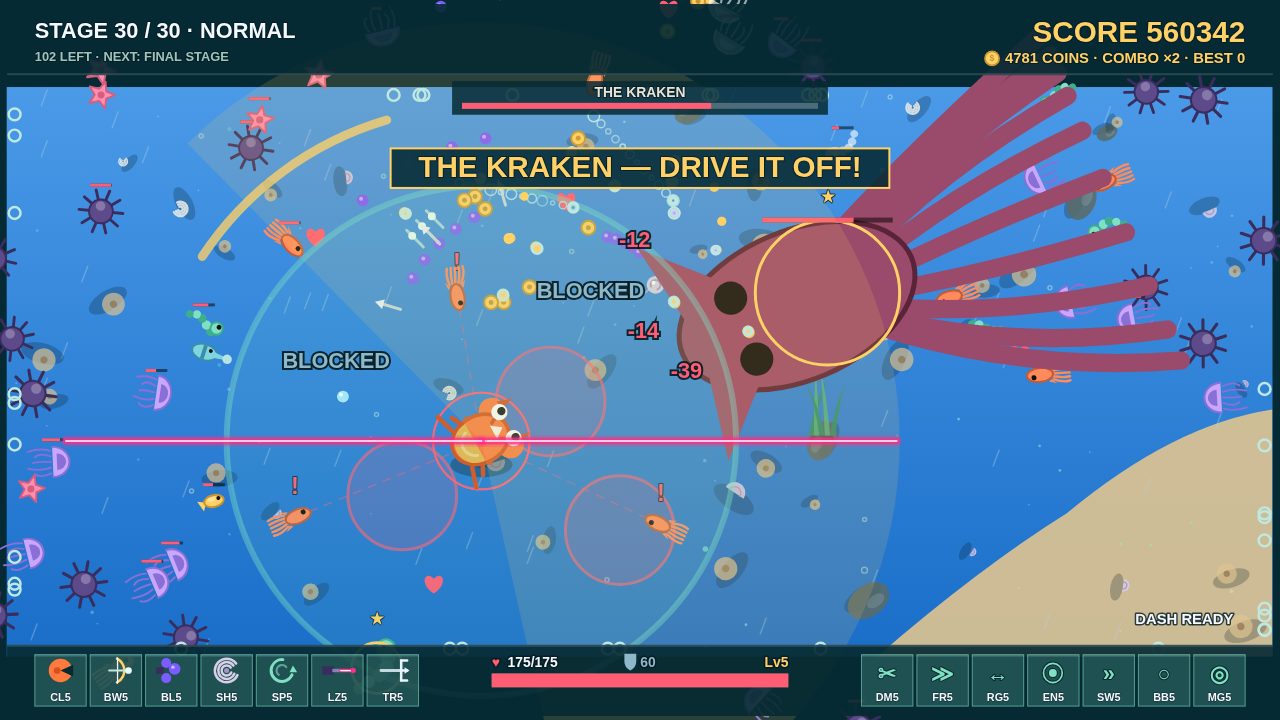 STAGE 30 / 30 · NORMAL
102 LEFT · NEXT: FINAL STAGE
SCORE 560342
4781 COINS · COMBO ×2 · BEST 0
THE KRAKEN
THE KRAKEN — DRIVE IT OFF!
-12
!
BLOCKED
-14
BLOCKED
-39
!
!
DASH READY
CL5 BW5 BL5 SH5 SP5 LZ5 TR5
♥ 175/175 60 Lv5
DM5 FR5 RG5 EN5 SW5 BB5 MG5